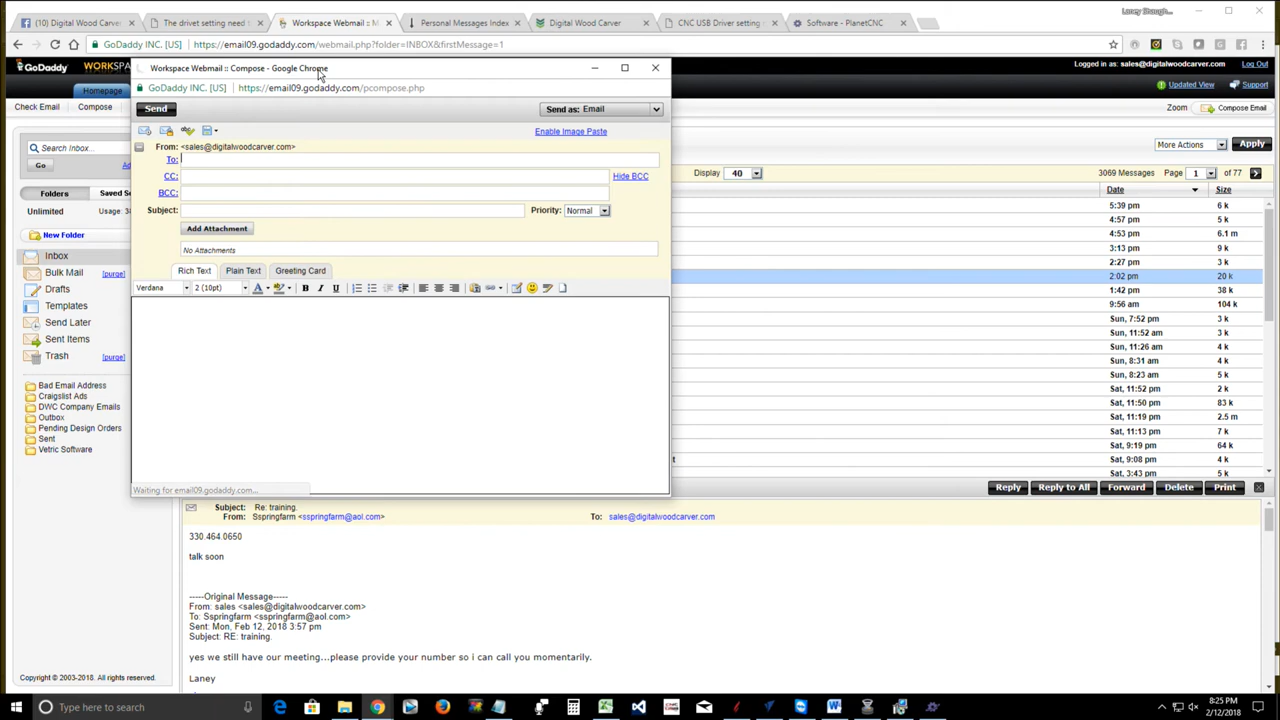 (10) Digital Wood Carver
The drivet setting need
Workspace Webmail :: M
Personal Messages Index
Digital Wood Carver
CNC USB Driver setting
Software - PlanetCNC
GoDaddy INC. [US]
https://email09.godaddy.com/webmail.php?folder=INBOX&firstMessage=1
GoDaddy
WORKSPA
Logged in as: sales@digitalwoodcarver.com
Log Out
Homepage
Updated View
Support
Check Email
Compose
Zoom
Compose Email
Workspace Webmail :: Compose - Google Chrome
GoDaddy INC. [US]
https://email09.godaddy.com/pcompose.php
Send
Send as: Email
Enable Image Paste
From: <sales@digitalwoodcarver.com>
To:
CC:
Hide BCC
BCC:
Subject:
Priority: Normal
Add Attachment
No Attachments
Rich Text
Plain Text
Greeting Card
Verdana
2 (10pt)
A
B I U
Waiting for email09.godaddy.com...
Search Inbox...
Go
Folders
Saved Se
Unlimited
Usage: 38
New Folder
Inbox
Bulk Mail [purge]
Drafts
Templates
Send Later
Sent Items
Trash [purge]
Bad Email Address
Craigslist Ads
DWC Company Emails
Outbox
Pending Design Orders
Sent
Vetric Software
More Actions
Apply
Display 40
3069 Messages
Page 1 of 77
Date
Size
5:39 pm 6 k
4:57 pm 5 k
4:53 pm 6.1 m
3:13 pm 9 k
2:27 pm 3 k
2:02 pm 20 k
1:42 pm 38 k
9:56 am 104 k
Sun, 7:52 pm 3 k
Sun, 11:52 am 3 k
Sun, 11:26 am 4 k
Sun, 8:31 am 4 k
Sun, 8:23 am 5 k
Sat, 11:52 pm 2 k
Sat, 11:50 pm 83 k
Sat, 11:19 pm 2.5 m
Sat, 11:13 pm 7 k
Sat, 9:19 pm 64 k
Sat, 9:08 pm 4 k
Sat, 3:43 pm 5 k
Reply
Reply to All
Forward
Delete
Print
Subject: Re: training.
From: Sspringfarm <sspringfarm@aol.com>
To: sales@digitalwoodcarver.com
330.464.0650
talk soon
-----Original Message-----
From: sales <sales@digitalwoodcarver.com>
To: Sspringfarm <sspringfarm@aol.com>
Sent: Mon, Feb 12, 2018 3:57 pm
Subject: RE: training.
yes we still have our meeting...please provide your number so i can call you momentarily.
Laney
Copyright © 2003-2018. All rights reserved.
Type here to search
8:25 PM
2/12/2018